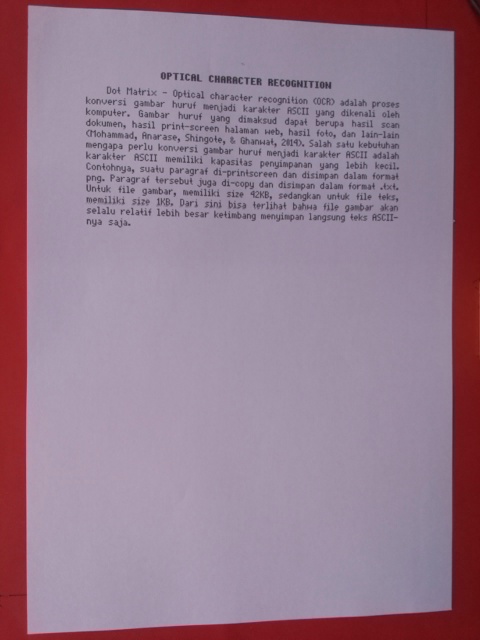 OPTICAL CHARACTER RECOGNITION
Dot Matrix - Optical character recognition (OCR) adalah proses
konversi gambar huruf menjadi karakter ASCII yang dikenali oleh
komputer. Gambar huruf yang dimaksud dapat berupa hasil scan
dokumen, hasil print-screen halaman web, hasil foto, dan lain-lain
(Mohammad, Anarase, Shingote, & Ghanwat, 2014). Salah satu kebutuhan
mengapa perlu konversi gambar huruf menjadi karakter ASCII adalah
karakter ASCII memiliki kapasitas penyimpanan yang lebih kecil.
Contohnya, suatu paragraf di-printscreen dan disimpan dalam format
png. Paragraf tersebut juga di-copy dan disimpan dalam format .txt.
Untuk file gambar, memiliki size 42KB, sedangkan untuk file teks,
memiliki size 1KB. Dari sini bisa terlihat bahwa file gambar akan
selalu relatif lebih besar ketimbang menyimpan langsung teks ASCII-
nya saja.